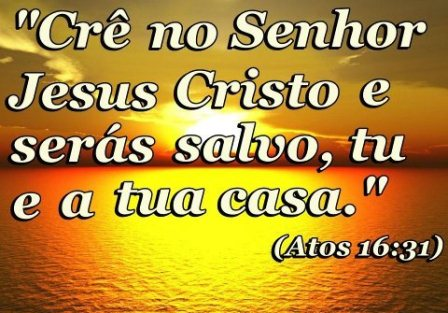 "Crê no Senhor
Jesus Cristo e
serás salvo, tu
e a tua casa."
(Atos 16:31)